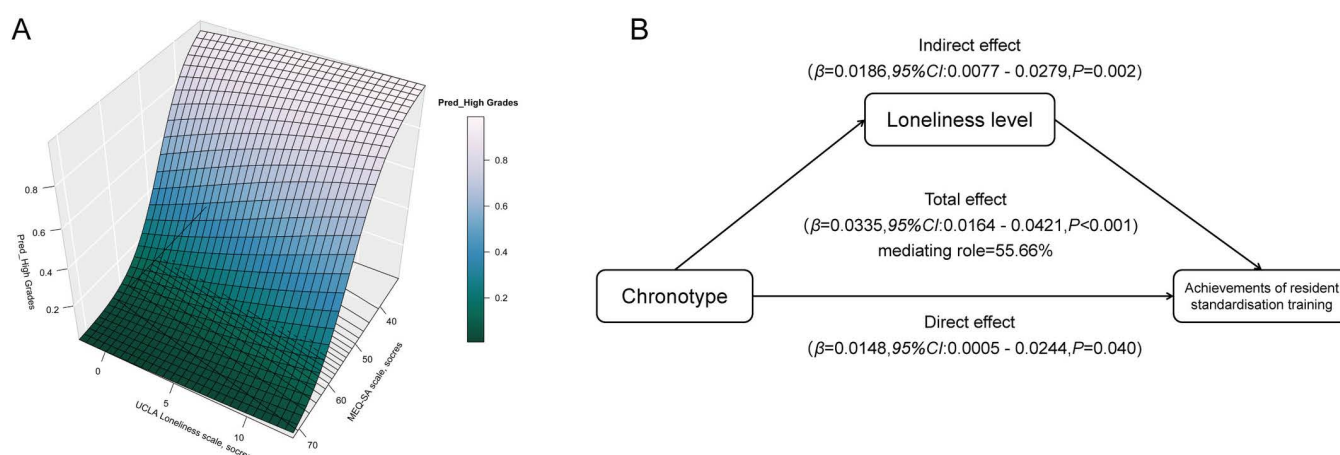 A
Pred_High Grades
0.8
0.6
0.4
0.2
Pred_High Grades
0.8
0.6
0.4
0.2
0
5
10
UCLA Loneliness scale, socres
40
50
60
70
MEQ-SA scale, socres
B
Indirect effect
(β=0.0186,95%CI:0.0077 - 0.0279,P=0.002)
Loneliness level
Total effect
(β=0.0335,95%CI:0.0164 - 0.0421,P<0.001)
mediating role=55.66%
Chronotype
Achievements of resident
standardisation training
Direct effect
(β=0.0148,95%CI:0.0005 - 0.0244,P=0.040)